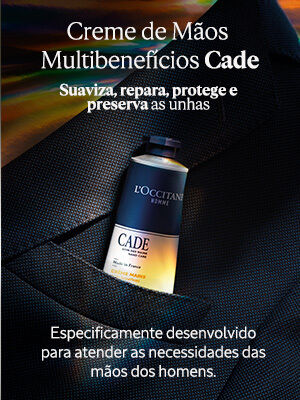 Creme de Mãos
Multibenefícios Cade
Suaviza, repara, protege e
preserva as unhas
L'OCCITANE
HOMME
CADE
Made in France
Especificamente desenvolvido
para atender as necessidades das
mãos dos homens.